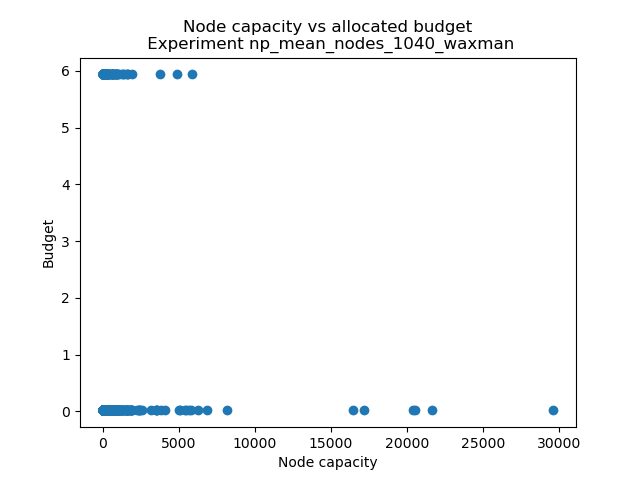 Node capacity vs allocated budget
Experiment np_mean_nodes_1040_waxman
6
5
4
3
2
1
0
Budget
0 5000 10000 15000 20000 25000 30000
Node capacity